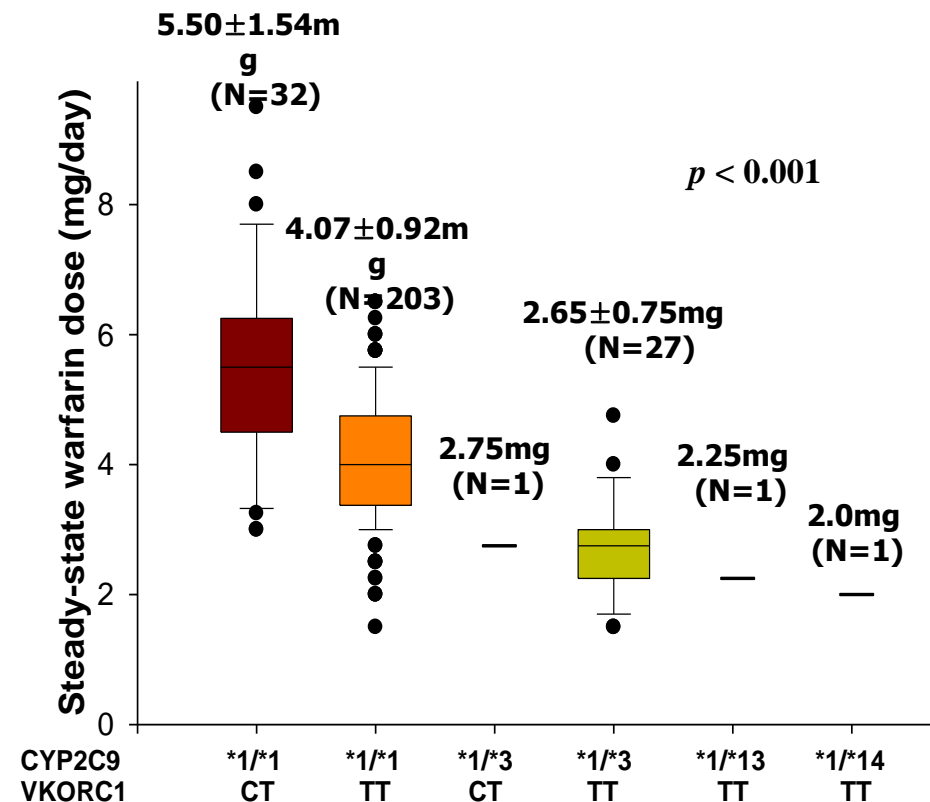 5.50±1.54m
g
(N=32)
p < 0.001
4.07±0.92m
g
(N=203)
2.65±0.75mg
(N=27)
2.75mg
(N=1)
2.25mg
(N=1)
2.0mg
(N=1)
Steady-state warfarin dose (mg/day)
8
6
4
2
0
CYP2C9 *1/*1 *1/*1 *1/*3 *1/*3 *1/*13 *1/*14
VKORC1 CT TT CT TT TT TT